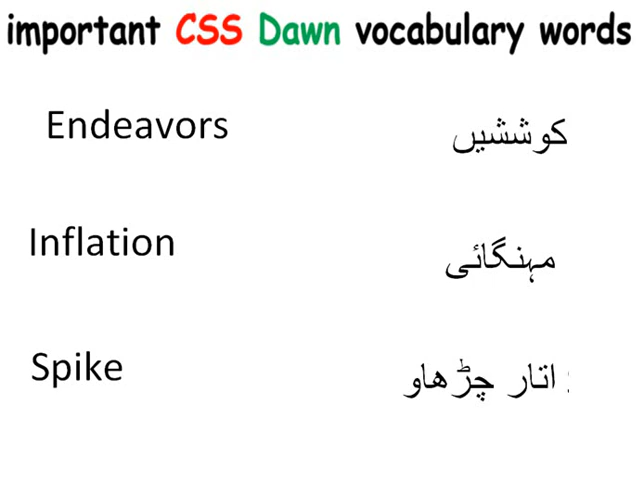 important CSS Dawn vocabulary words
Endeavors کوششیں
Inflation مہنگائی
Spike اتار چڑھاو